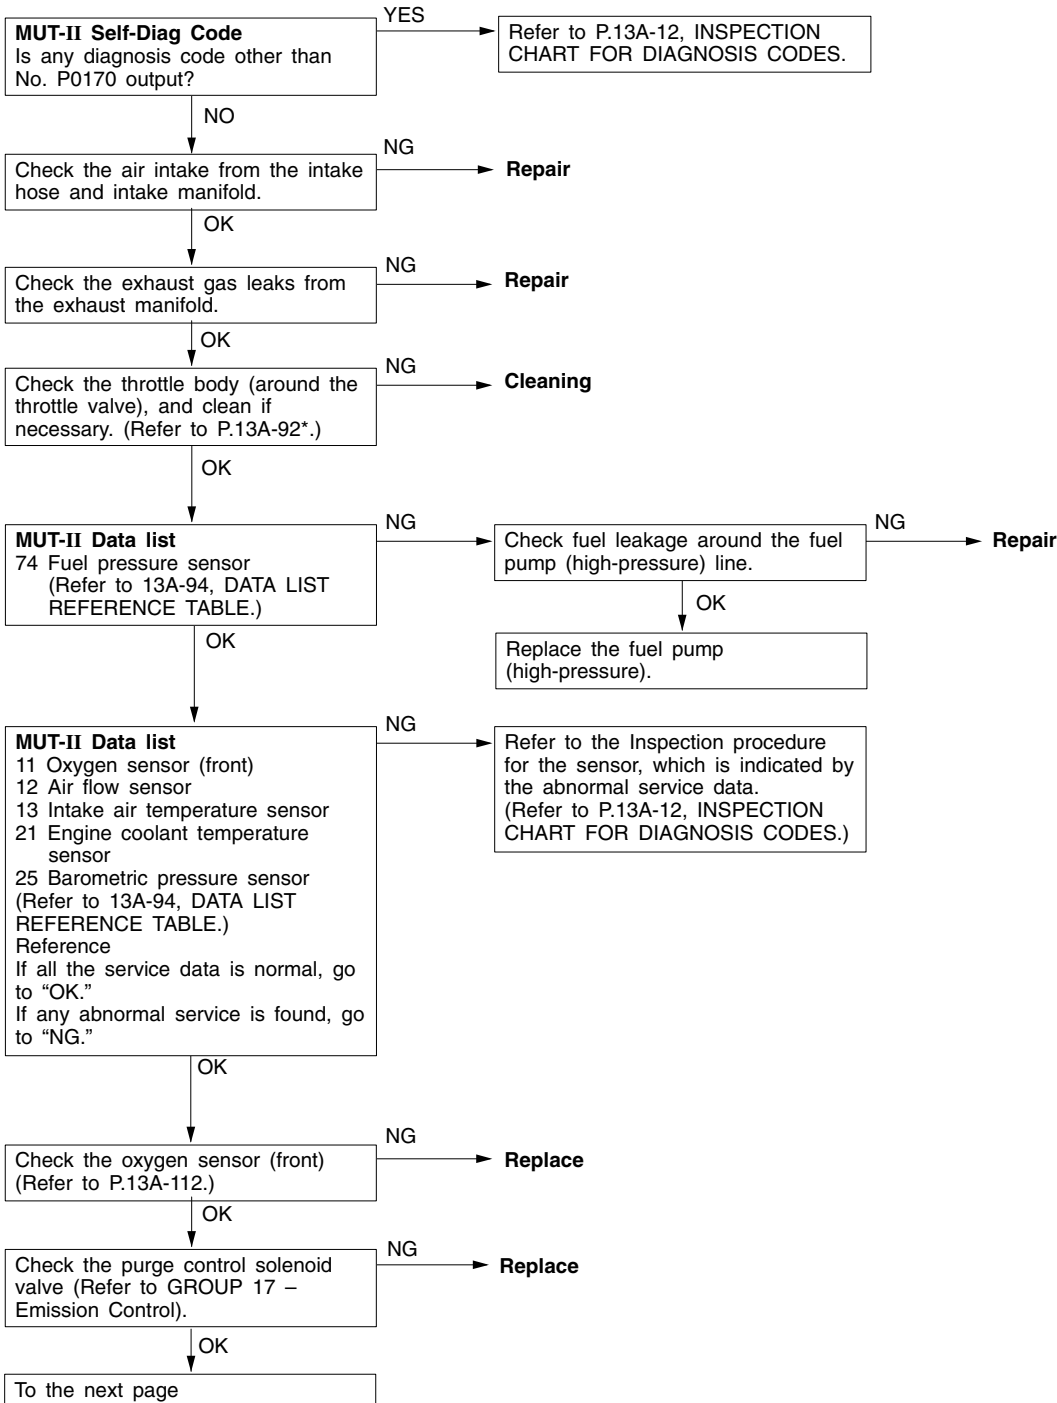 MUT-II Self-Diag Code
Is any diagnosis code other than
No. P0170 output?
YES
Refer to P.13A-12, INSPECTION
CHART FOR DIAGNOSIS CODES.
NO
Check the air intake from the intake
hose and intake manifold.
NG
Repair
OK
Check the exhaust gas leaks from
the exhaust manifold.
NG
Repair
OK
Check the throttle body (around the
throttle valve), and clean if
necessary. (Refer to P.13A-92*.)
NG
Cleaning
OK
MUT-II Data list
74 Fuel pressure sensor
(Refer to 13A-94, DATA LIST
REFERENCE TABLE.)
NG
Check fuel leakage around the fuel
pump (high-pressure) line.
NG
Repair
OK
Replace the fuel pump
(high-pressure).
OK
MUT-II Data list
11 Oxygen sensor (front)
12 Air flow sensor
13 Intake air temperature sensor
21 Engine coolant temperature
sensor
25 Barometric pressure sensor
(Refer to 13A-94, DATA LIST
REFERENCE TABLE.)
Reference
If all the service data is normal, go
to “OK.”
If any abnormal service is found, go
to “NG.”
NG
Refer to the Inspection procedure
for the sensor, which is indicated by
the abnormal service data.
(Refer to P.13A-12, INSPECTION
CHART FOR DIAGNOSIS CODES.)
OK
Check the oxygen sensor (front)
(Refer to P.13A-112.)
NG
Replace
OK
Check the purge control solenoid
valve (Refer to GROUP 17 –
Emission Control).
NG
Replace
OK
To the next page